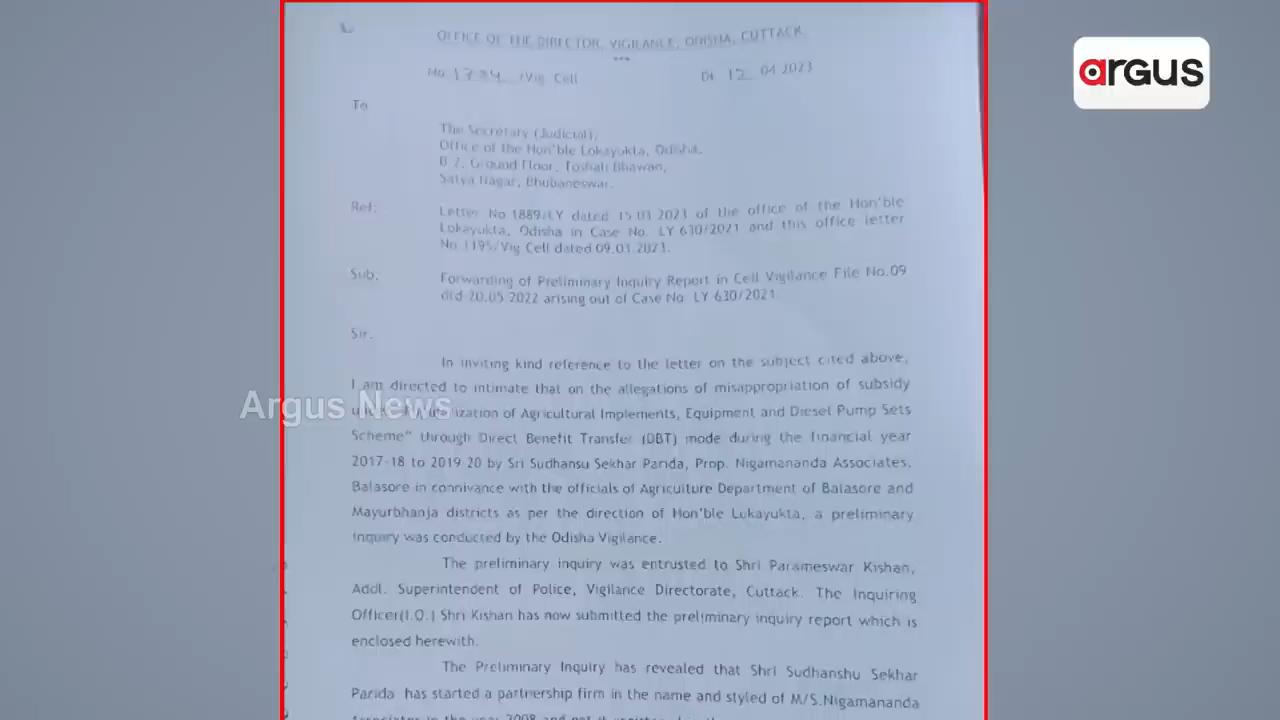 OFFICE OF THE DIRECTOR, VIGILANCE, ODISHA, CUTTACK
***
No. /Vig. Cell Dt 12 04 2023
argus
To
The Secretary (Judicial),
Office of the Hon'ble Lokayukta, Odisha,
B 2, Ground Floor, Toshali Bhawan,
Satya Nagar, Bhubaneswar.
Ref: Letter No 1889/LY dated 15.03.2023 of the office of the Hon'ble
Lokayukta, Odisha in Case No. LY 630/2021 and this office letter
No 1195/Vig Cell dated 09.03.2023.
Sub. Forwarding of Preliminary Inquiry Report in Cell Vigilance File No.09
dtd 20.05 2022 arising out of Case No. LY 630/2021
Sir.
In inviting kind reference to the letter on the subject cited above,
I am directed to intimate that on the allegations of misappropriation of subsidy
of Agricultural Implements, Equipment and Diesel Pump Sets
Argus News
Scheme" through Direct Benefit Transfer (DBT) mode during the financial year
2017-18 to 2019 20 by Sri Sudhansu Sekhar Parida, Prop. Nigamananda Associates,
Balasore in connivance with the officials of Agriculture Department of Balasore and
Mayurbhanja districts as per the direction of Hon'ble Lukayukta, a preliminary
inquiry was conducted by the Odisha Vigilance.
The preliminary inquiry was entrusted to Shri Parameswar Kishan,
Addl. Superintendent of Police, Vigilance Directorate, Cuttack. The Inquiring
Officer(I.O.) Shri Kishan has now submitted the preliminary inquiry report which is
enclosed herewith.
The Preliminary Inquiry has revealed that Shri Sudhanshu Sekhar
Parida has started a partnership firm in the name and styled of M/S.Nigamananda